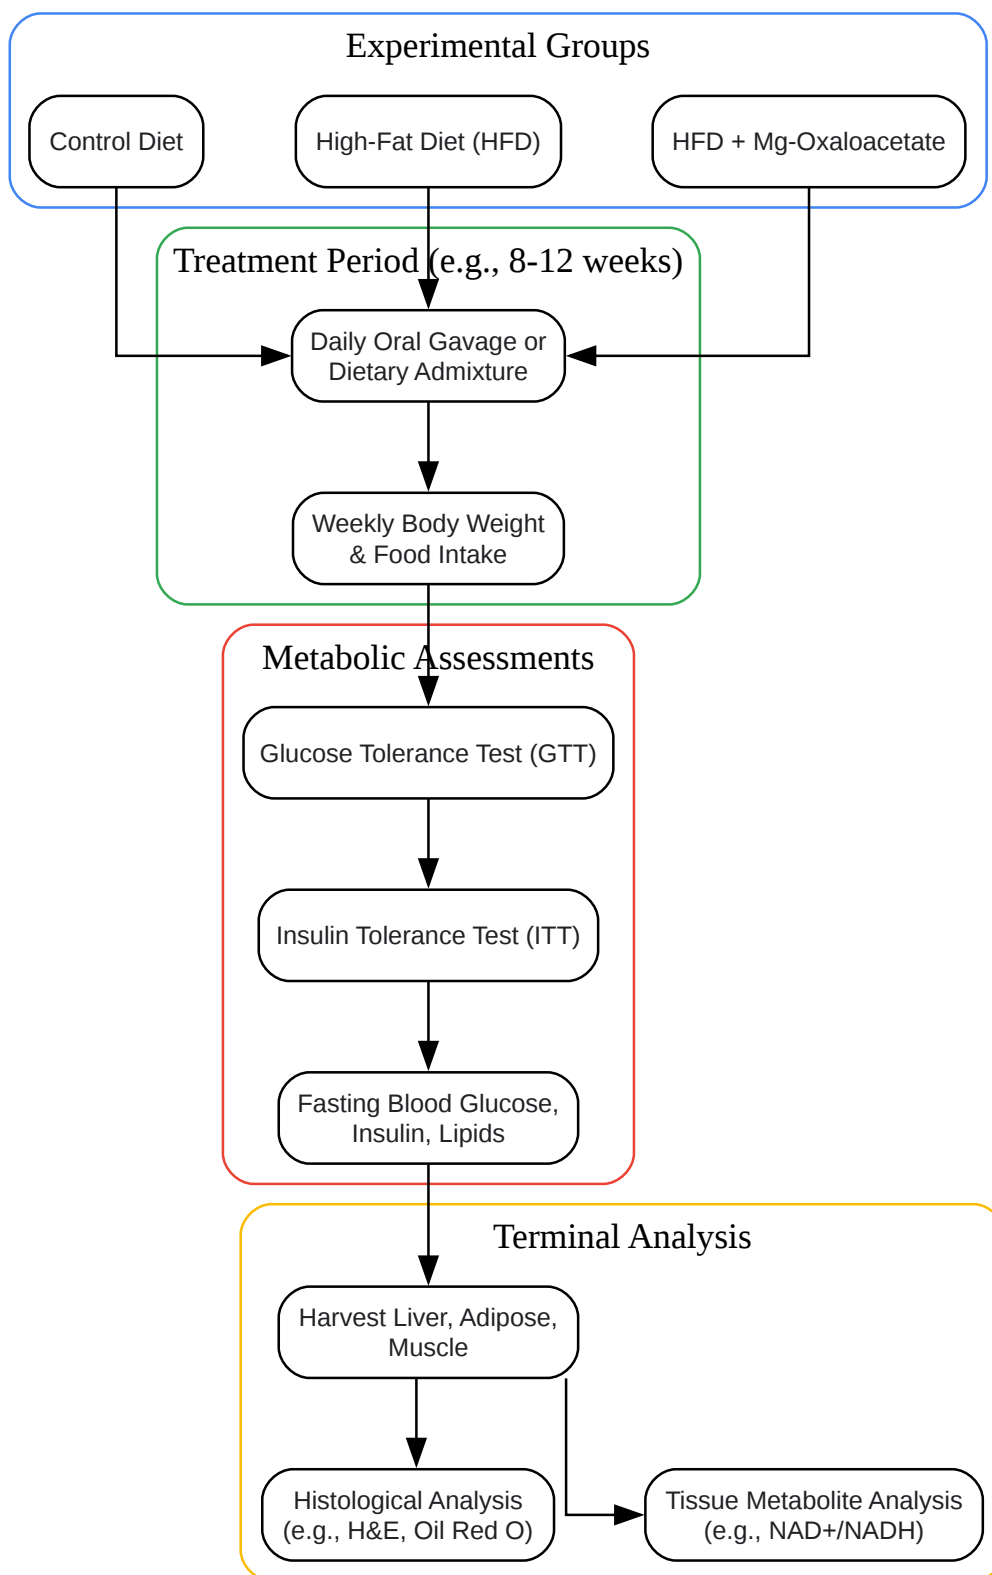 Experimental Groups
Control Diet
High-Fat Diet (HFD)
HFD + Mg-Oxaloacetate
Treatment Period (e.g., 8-12 weeks)
Daily Oral Gavage or
Dietary Admixture
Weekly Body Weight
& Food Intake
Metabolic Assessments
Glucose Tolerance Test (GTT)
Insulin Tolerance Test (ITT)
Fasting Blood Glucose,
Insulin, Lipids
Terminal Analysis
Harvest Liver, Adipose,
Muscle
Histological Analysis
(e.g., H&E, Oil Red O)
Tissue Metabolite Analysis
(e.g., NAD+/NADH)